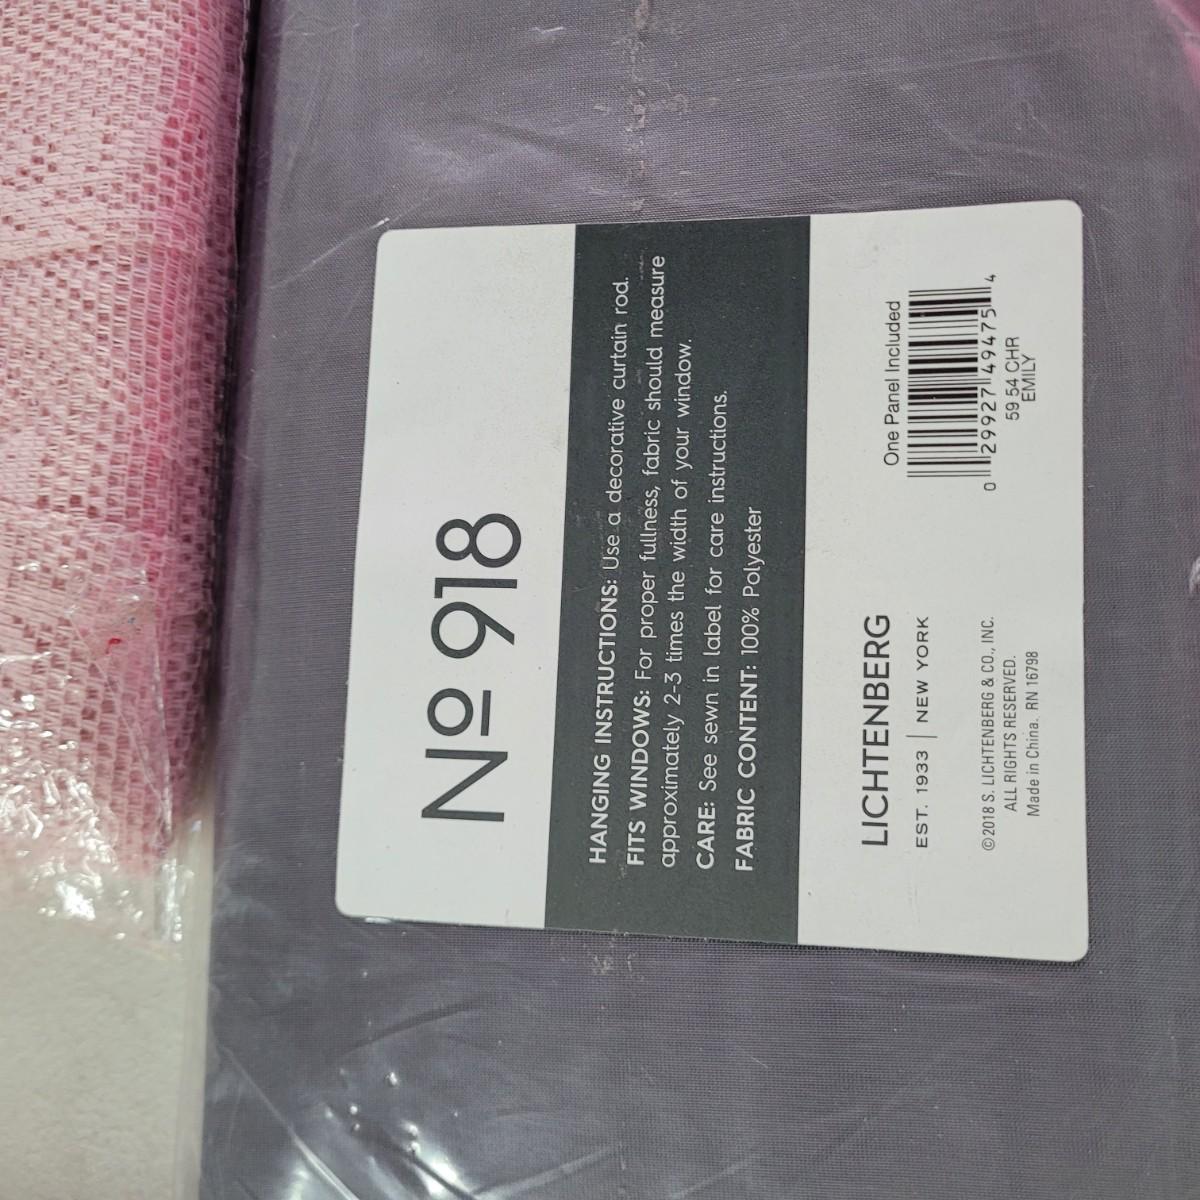 Nº 918
HANGING INSTRUCTIONS: Use a decorative curtain rod.
FITS WINDOWS: For proper fullness, fabric should measure
approximately 2-3 times the width of your window.
CARE: See sewn in label for care instructions.
FABRIC CONTENT: 100% Polyester
LICHTENBERG
EST. 1933 | NEW YORK
©2018 S. LICHTENBERG & CO., INC.
ALL RIGHTS RESERVED.
Made in China. RN 16798
One Panel Included
0 29927 49475 4
59 54 CHR
EMILY